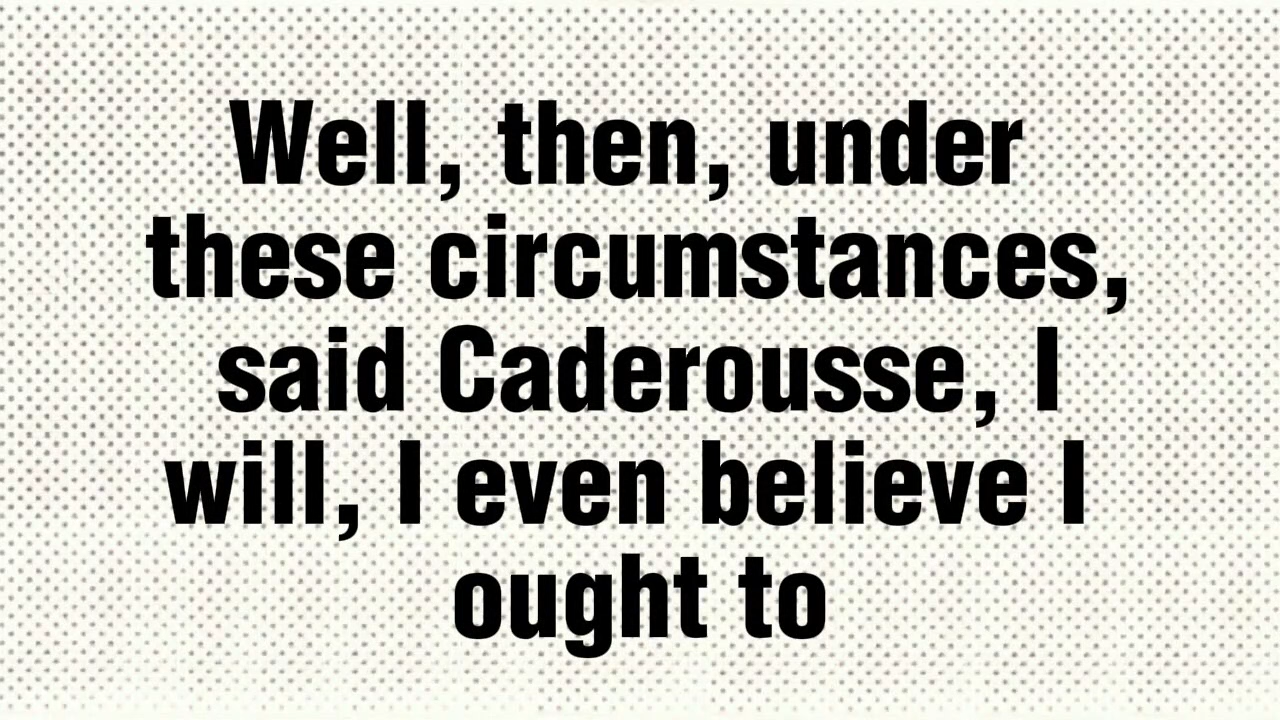 Well, then, under
these circumstances,
said Caderousse, I
will, I even believe I
ought to